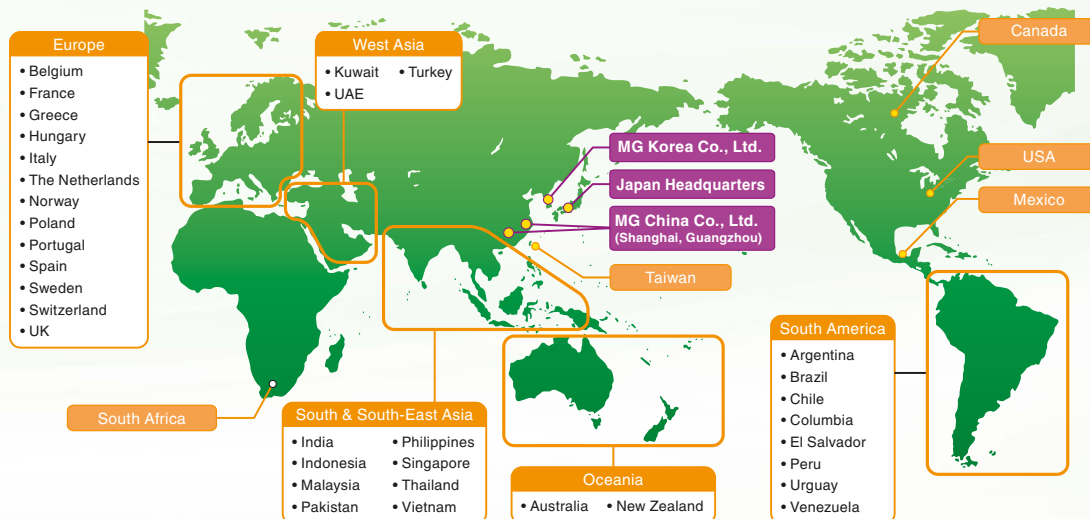 Europe
• Belgium
• France
• Greece
• Hungary
• Italy
• The Netherlands
• Norway
• Poland
• Portugal
• Spain
• Sweden
• Switzerland
• UK
West Asia
• Kuwait • Turkey
• UAE
MG Korea Co., Ltd.
Japan Headquarters
MG China Co., Ltd.
(Shanghai, Guangzhou)
Taiwan
Canada
USA
Mexico
South Africa
South & South-East Asia
• India • Philippines
• Indonesia • Singapore
• Malaysia • Thailand
• Pakistan • Vietnam
Oceania
• Australia • New Zealand
South America
• Argentina
• Brazil
• Chile
• Columbia
• El Salvador
• Peru
• Urguay
• Venezuela